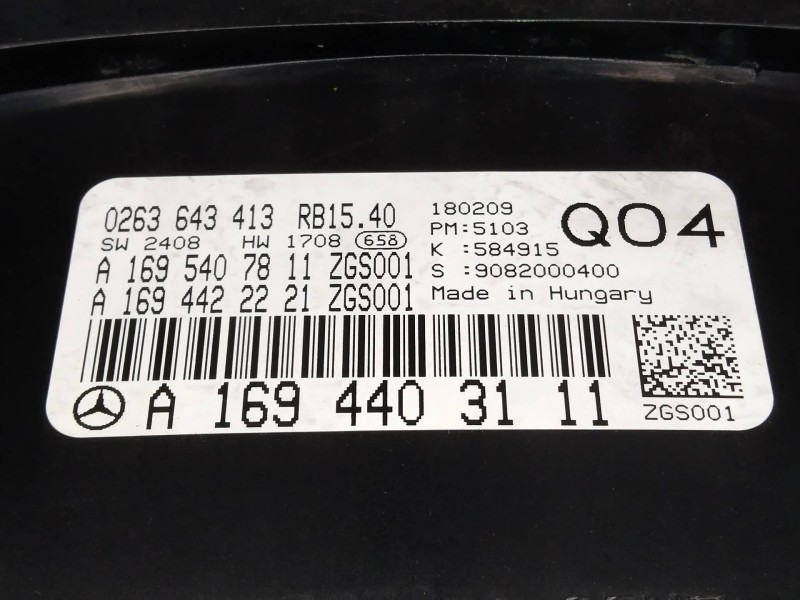 0263 643 413 RB15.40
SW 2408 HW 1708 658
A 169 540 78 11 ZGS001
A 169 442 22 21 ZGS001
180209
PM:5103
K :584915
S :9082000400
Made in Hungary
Q04
A 169 440 31 11
ZGS001